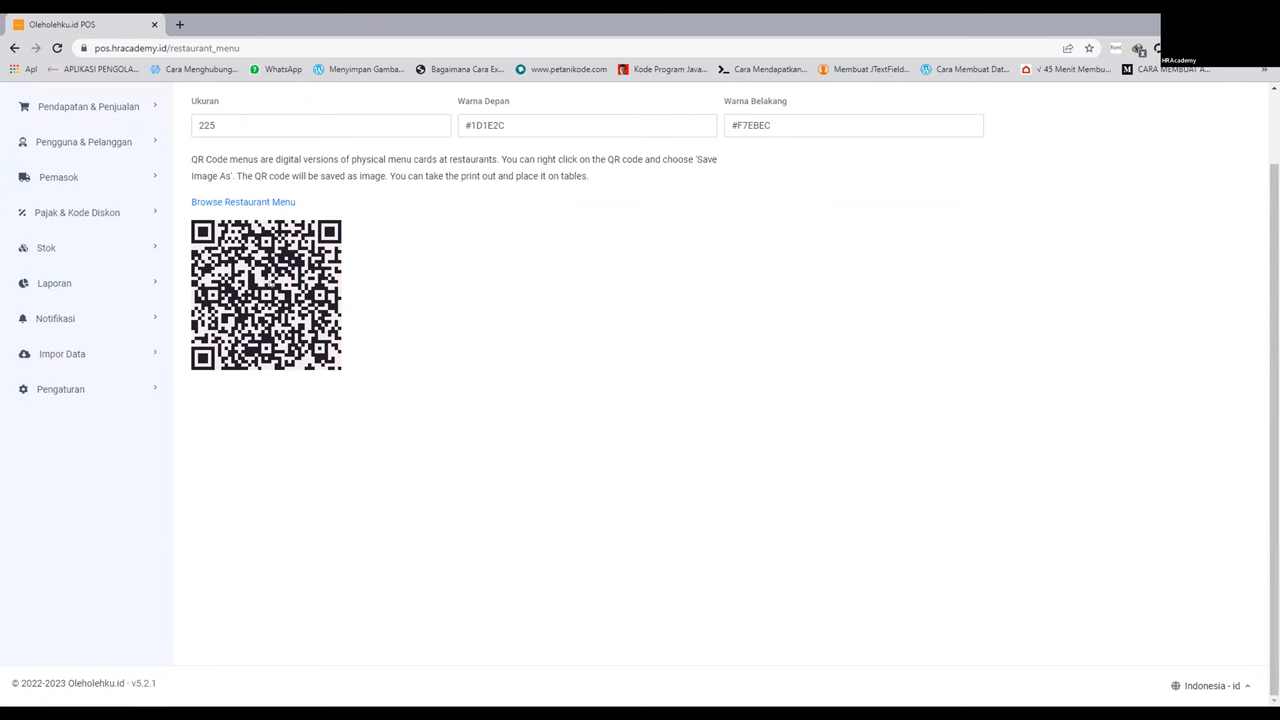 Oleholehku.id POS
pos.hracademy.id/restaurant_menu
HRAcademy
Apl
APLIKASI PENGOLA...
Cara Menghubung...
WhatsApp
Menyimpan Gamba...
Bagaimana Cara Ex...
www.petanikode.com
Kode Program Java...
Cara Mendapatkan...
Membuat JTextField...
Cara Membuat Dat...
√ 45 Menit Membu...
CARA MEMBUAT A...
Pendapatan & Penjualan
Pengguna & Pelanggan
Pemasok
Pajak & Kode Diskon
Stok
Laporan
Notifikasi
Impor Data
Pengaturan
Ukuran
Warna Depan
Warna Belakang
225
#1D1E2C
#F7EBEC
QR Code menus are digital versions of physical menu cards at restaurants. You can right click on the QR code and choose 'Save
Image As'. The QR code will be saved as image. You can take the print out and place it on tables.
Browse Restaurant Menu
© 2022-2023 Oleholehku.id · v5.2.1
Indonesia - id